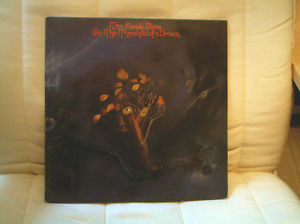 The Moody Blues
On The Threshold of a Dream